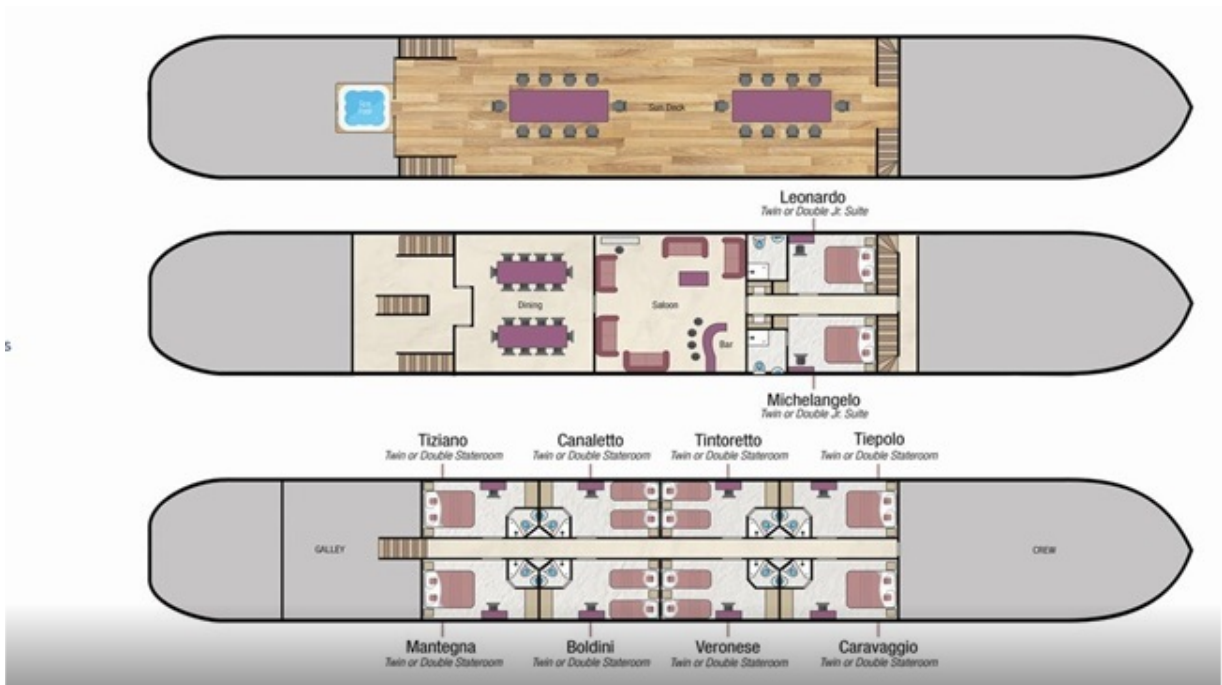 Spa
Pool
Sun Deck
Leonardo
Twin or Double Jr. Suite
Dining
Saloon
Bar
s
Michelangelo
Twin or Double Jr. Suite
Tiziano
Twin or Double Stateroom
Canaletto
Twin or Double Stateroom
Tintoretto
Twin or Double Stateroom
Tiepolo
Twin or Double Stateroom
GALLEY
CREW
Mantegna
Twin or Double Stateroom
Boldini
Twin or Double Stateroom
Veronese
Twin or Double Stateroom
Caravaggio
Twin or Double Stateroom